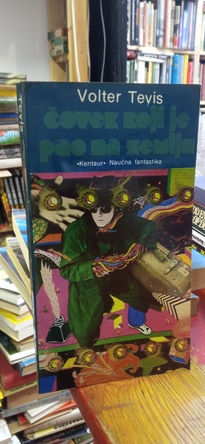 Volter Tevis
čovek koji je
pao na zemlju
•Kentaur• Naučna fantastika